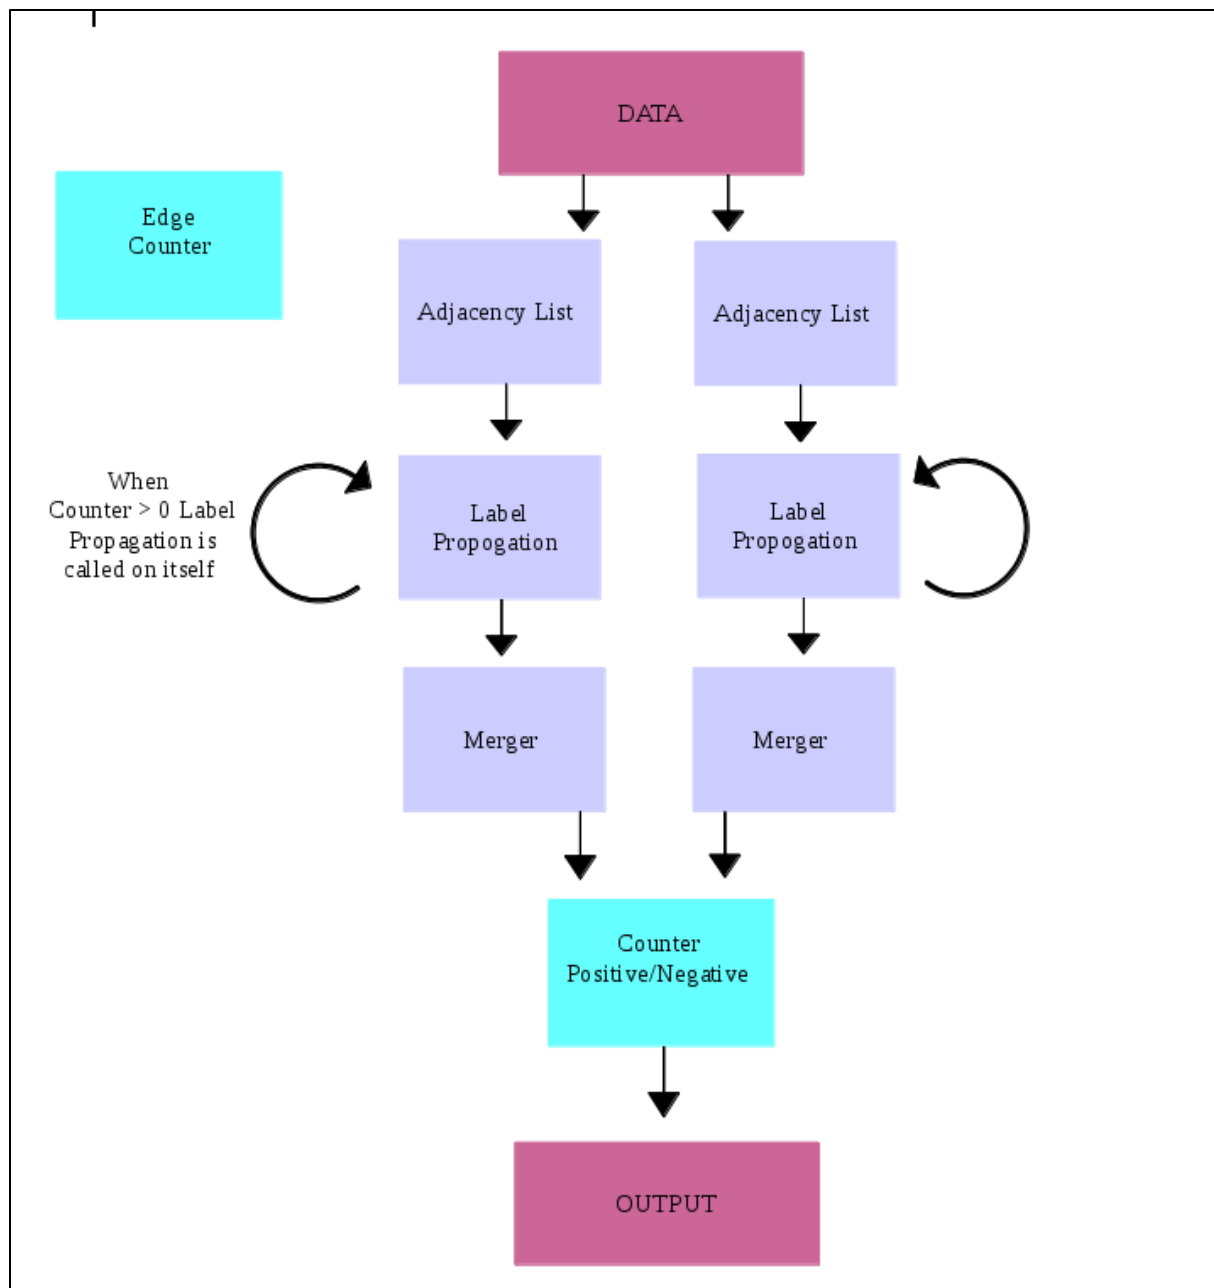 DATA
Edge
Counter
Adjacency List
Adjacency List
When
Counter > 0 Label
Propagation is
called on itself
Label
Propogation
Label
Propogation
Merger
Merger
Counter
Positive/Negative
OUTPUT